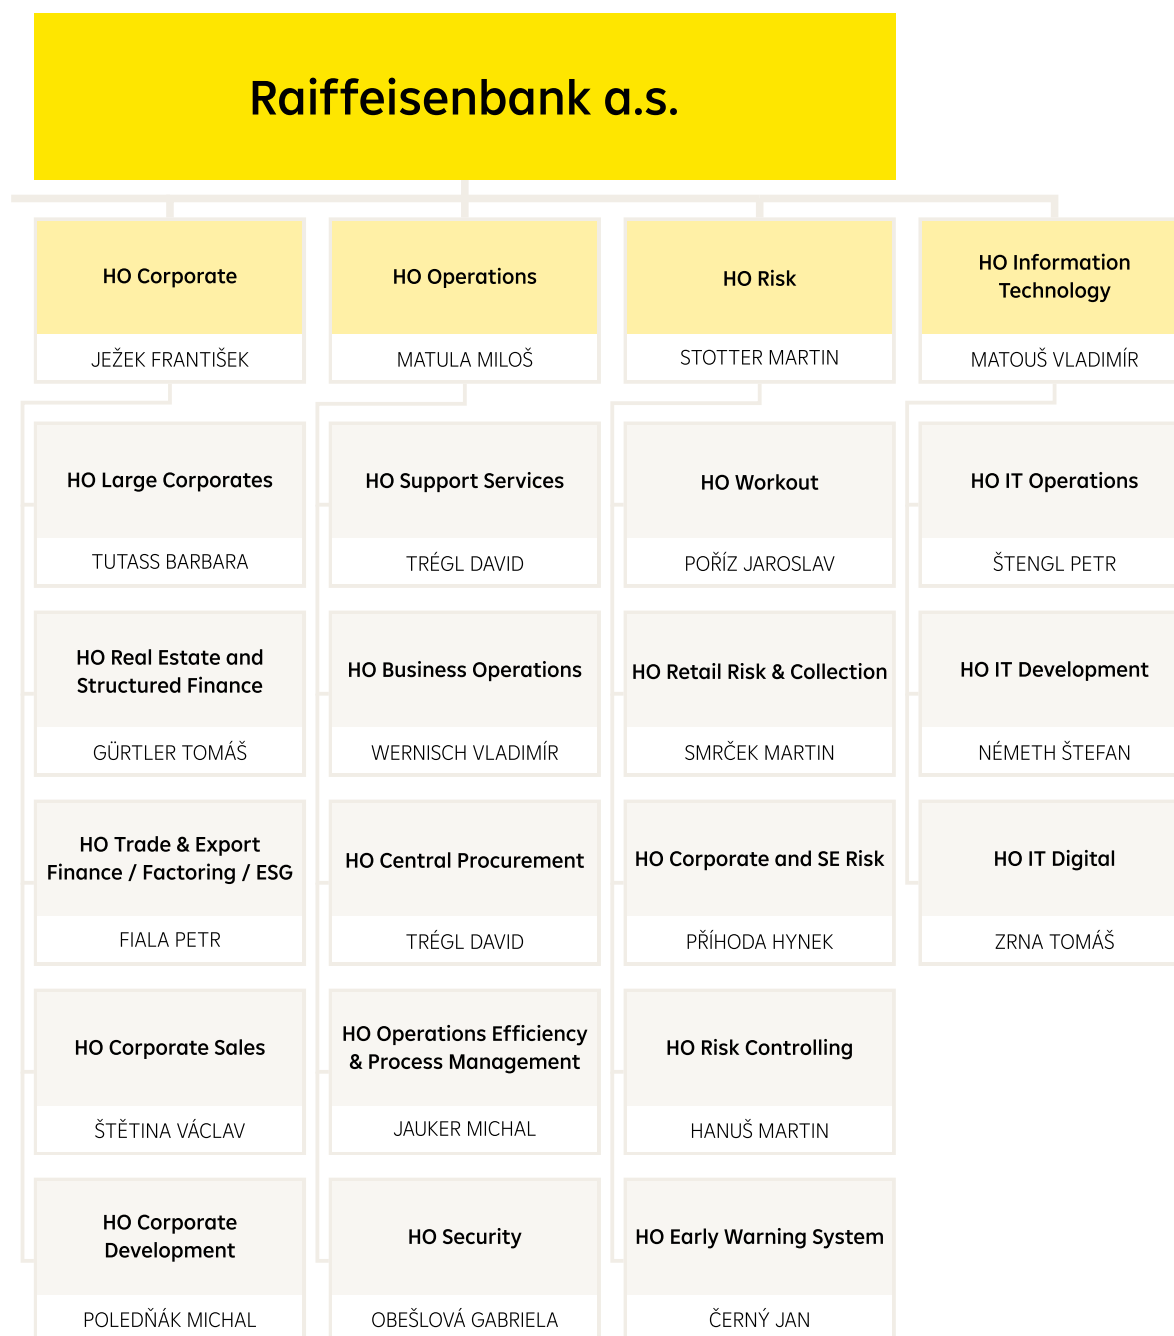 Raiffeisenbank a.s.
HO Corporate
JEŽEK FRANTIŠEK
HO Operations
MATULA MILOŠ
HO Risk
STOTTER MARTIN
HO Information
Technology
MATOUŠ VLADIMÍR
HO Large Corporates
TUTASS BARBARA
HO Support Services
TRÉGL DAVID
HO Workout
POŘÍZ JAROSLAV
HO IT Operations
ŠTENGL PETR
HO Real Estate and
Structured Finance
GÜRTLER TOMÁŠ
HO Business Operations
WERNISCH VLADIMÍR
HO Retail Risk & Collection
SMRČEK MARTIN
HO IT Development
NÉMETH ŠTEFAN
HO Trade & Export
Finance / Factoring / ESG
FIALA PETR
HO Central Procurement
TRÉGL DAVID
HO Corporate and SE Risk
PŘÍHODA HYNEK
HO IT Digital
ZRNA TOMÁŠ
HO Corporate Sales
ŠTĚTINA VÁCLAV
HO Operations Efficiency
& Process Management
JAUKER MICHAL
HO Risk Controlling
HANUŠ MARTIN
HO Corporate
Development
POLEDŇÁK MICHAL
HO Security
OBEŠLOVÁ GABRIELA
HO Early Warning System
ČERNÝ JAN